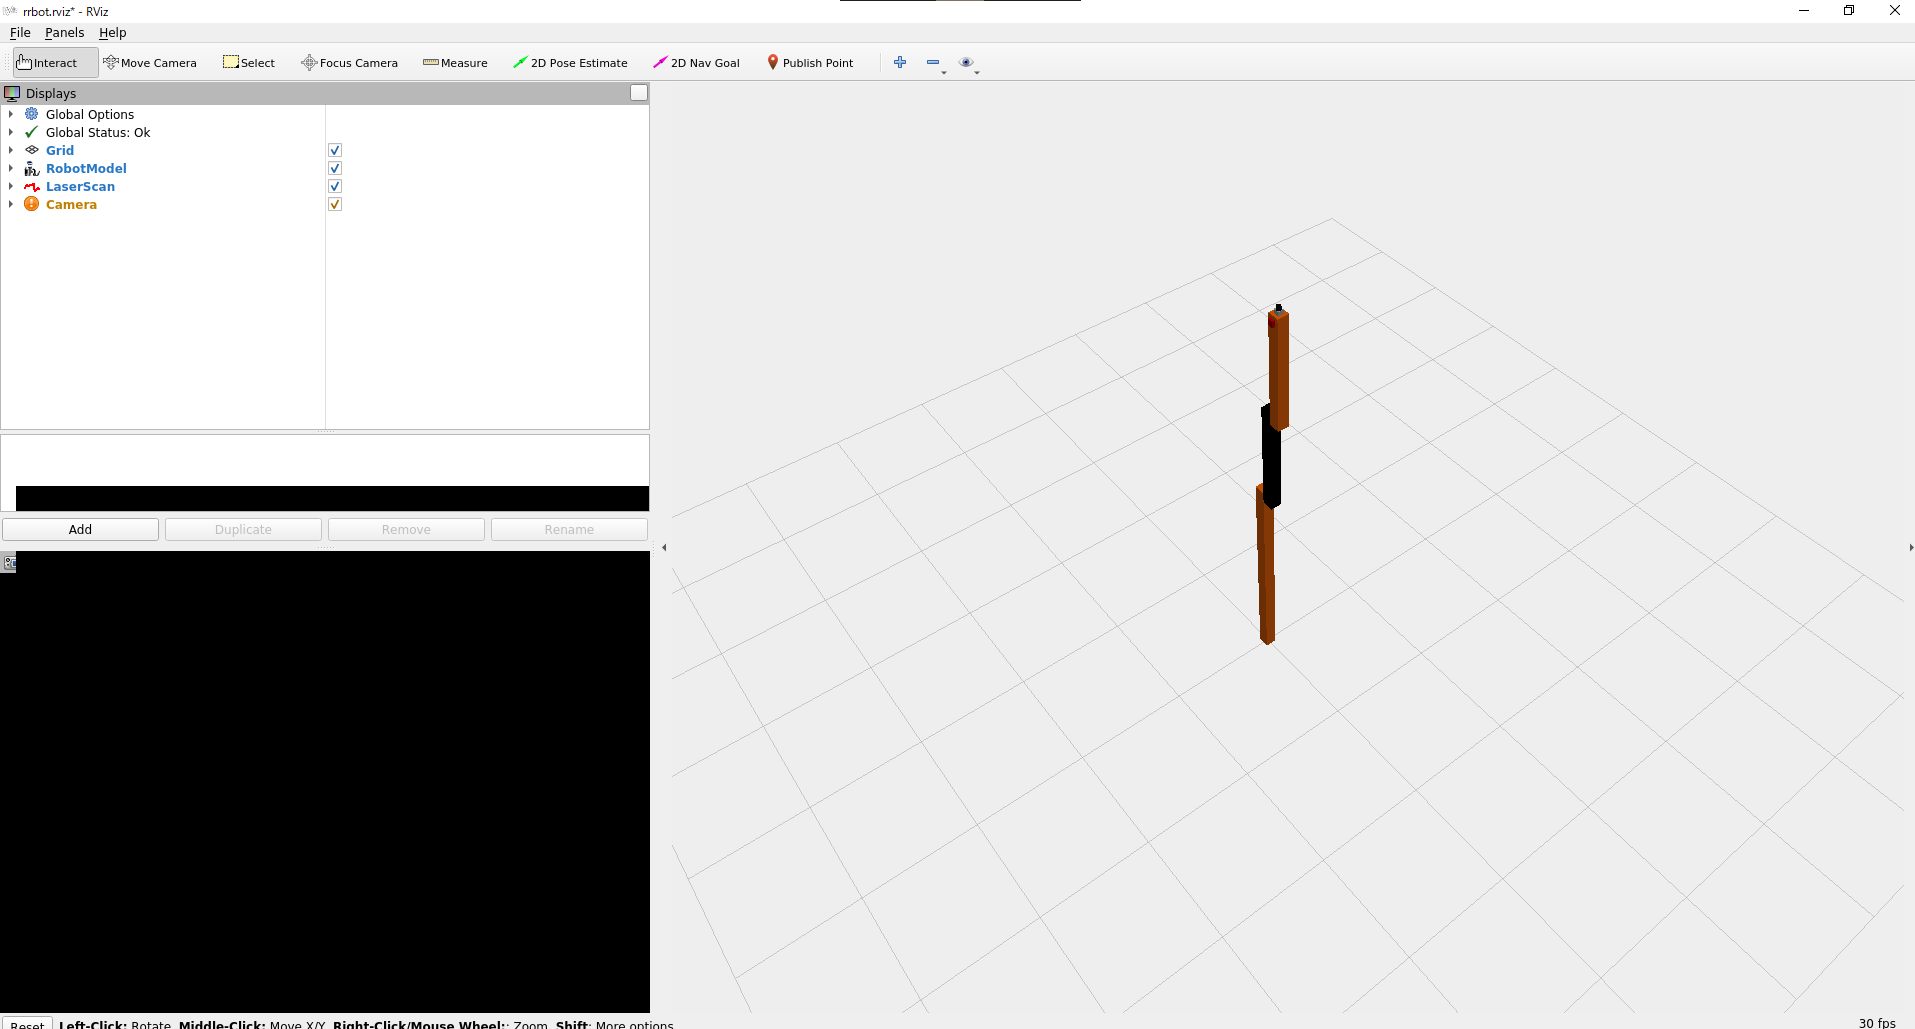 rrbot.rviz* - RViz
File Panels Help
Interact Move Camera Select Focus Camera Measure 2D Pose Estimate 2D Nav Goal Publish Point
Displays
Global Options
Global Status: Ok
Grid
RobotModel
LaserScan
Camera
Add Duplicate Remove Rename
Reset Left-Click: Rotate. Middle-Click: Move X/Y. Right-Click/Mouse Wheel:: Zoom. Shift: More options. 30 fps